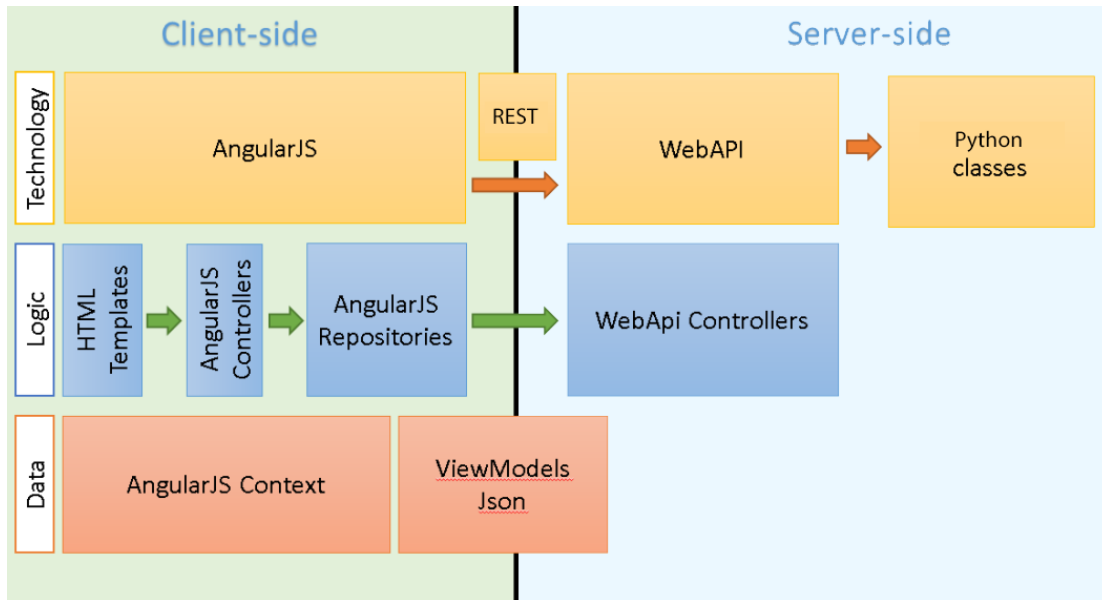 Client-side
Server-side
Technology
AngularJS
REST
WebAPI
Python
classes
Logic
HTML
Templates
AngularJS
Controllers
AngularJS
Repositories
WebApi Controllers
Data
AngularJS Context
ViewModels
Json